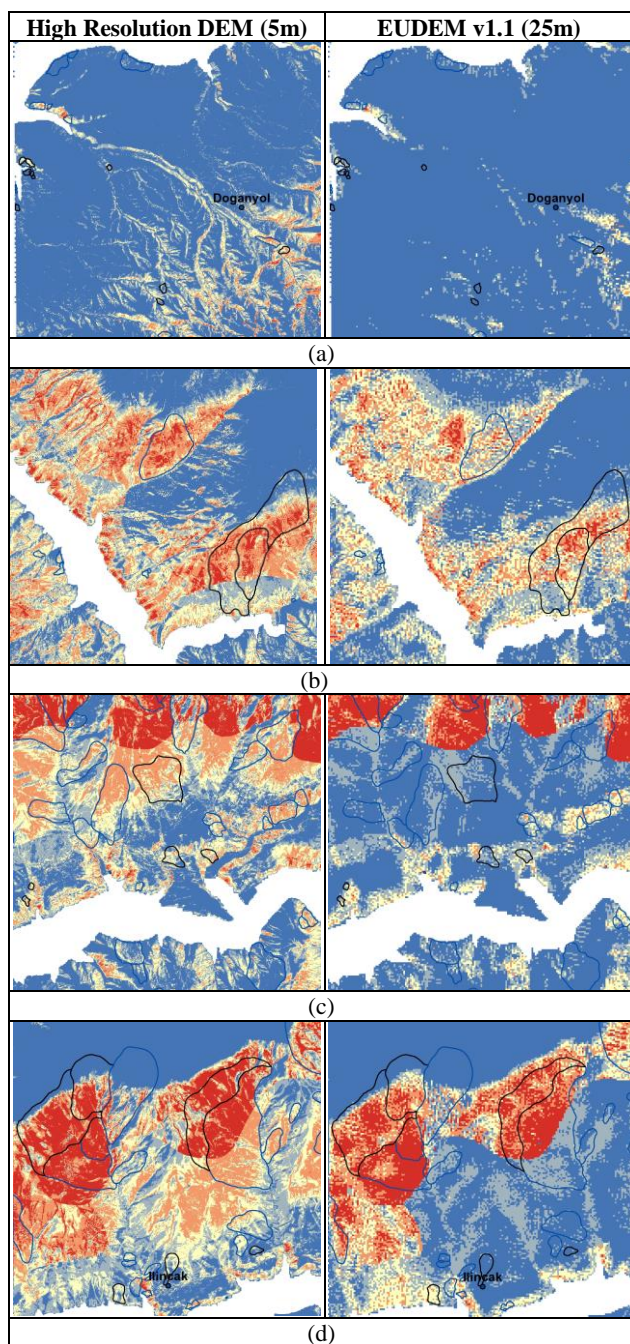 High Resolution DEM (5m)
EUDEM v1.1 (25m)
Doganyol
Doganyol
(a)
(b)
(c)
Ilincak
Ilincak
(d)